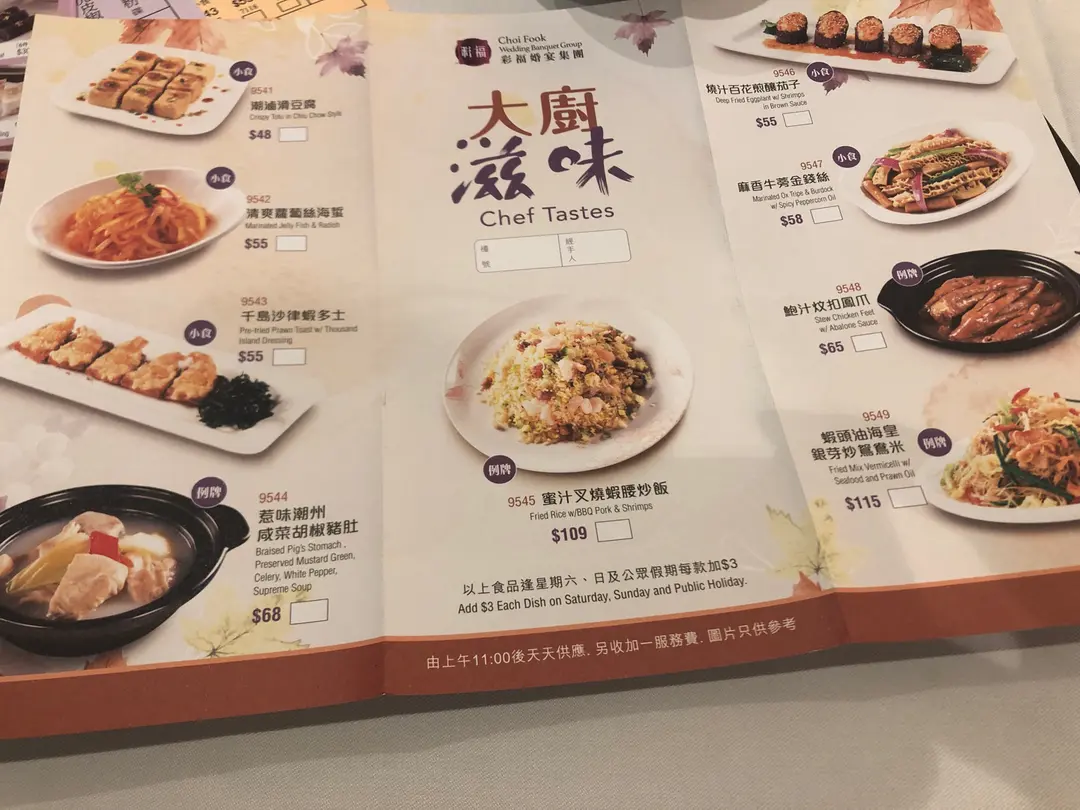 小食
9541
潮滷滑豆腐
Crispy Tofu in Chiu Chow Style
$48
小食
9542
清爽蘿蔔絲海蜇
Marinated Jelly Fish & Radish
$55
小食
9543
千島沙律蝦多士
Pre-fried Prawn Toast w/ Thousand
Island Dressing
$55
例牌
9544
惹味潮州
咸菜胡椒豬肚
Braised Pig's Stomach,
Preserved Mustard Green,
Celery, White Pepper,
Supreme Soup
$68
彩福
Choi Fook
Wedding Banquet Group
彩福婚宴集團
大廚
滋味
Chef Tastes
檯號
經手人
例牌
9545 蜜汁叉燒蝦腰炒飯
Fried Rice w/BBQ Pork & Shrimps
$109
以上食品逢星期六、日及公眾假期每款加$3
Add $3 Each Dish on Saturday, Sunday and Public Holiday.
由上午11:00後天天供應. 另收加一服務費. 圖片只供參考
9546
小食
燒汁百花煎釀茄子
Deep Fried Eggplant w/ Shrimps
in Brown Sauce
$55
9547
小食
麻香牛蒡金錢絲
Marinated Ox Tripe & Burdock
w/ Spicy Peppercorn Oil
$58
9548
例牌
鮑汁炆扣鳳爪
Stew Chicken Feet
w/ Abalone Sauce
$65
9549
例牌
蝦頭油海皇
銀芽炒鴛鴦米
Fried Mix Vermicelli w/
Seafood and Prawn Oil
$115